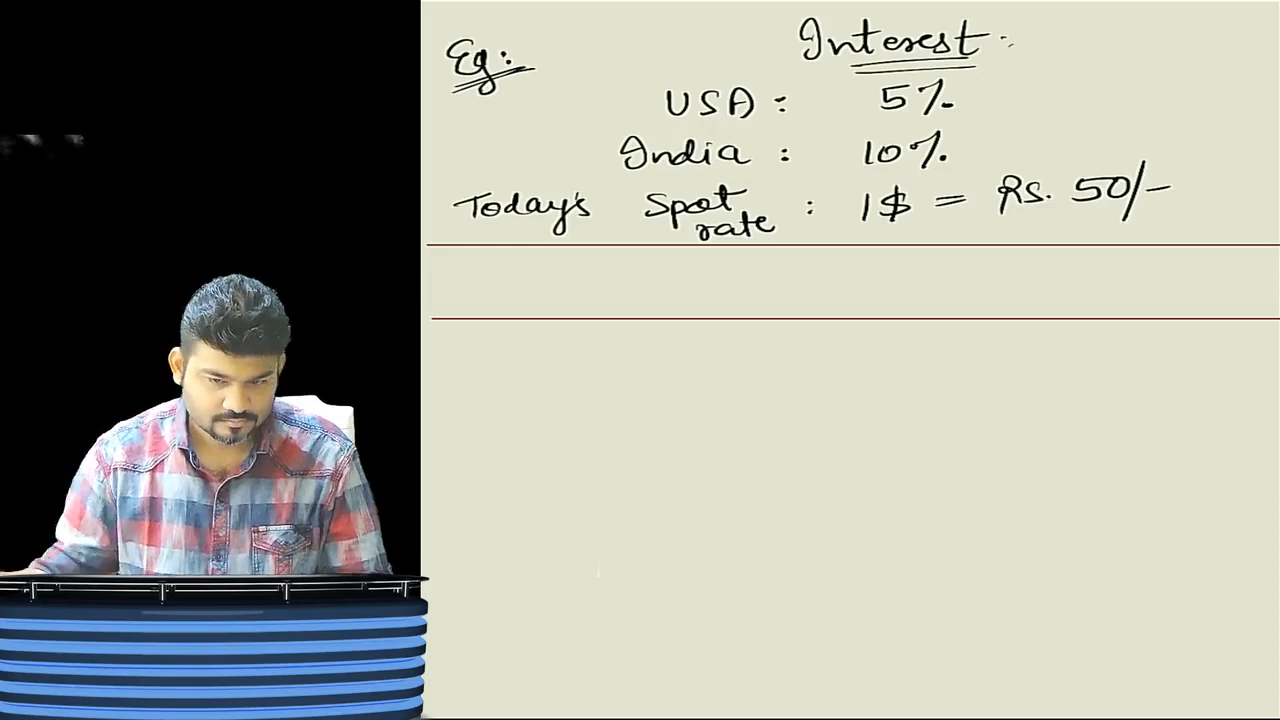 Eg: Interest:
USA : 5%
India : 10%
Today's Spot rate : 1$ = Rs. 50/-